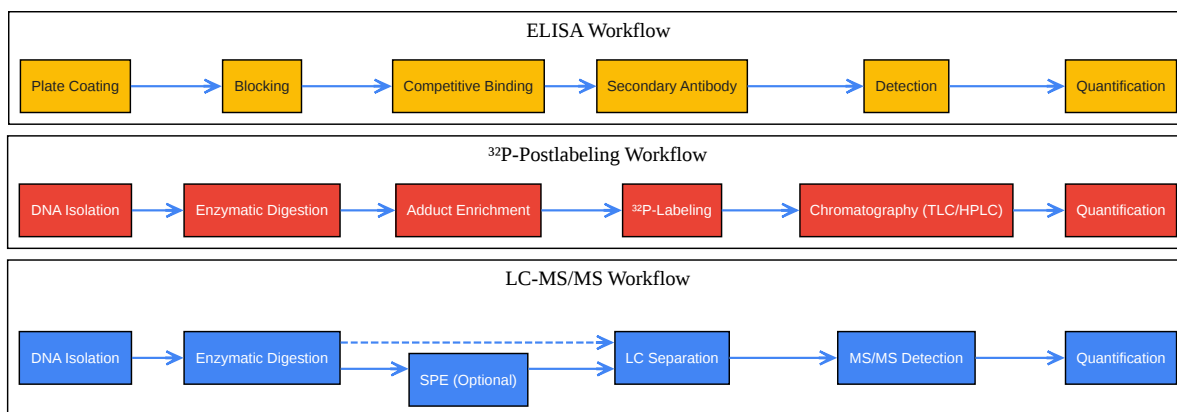 ELISA Workflow
Plate Coating
Blocking
Competitive Binding
Secondary Antibody
Detection
Quantification
³²P-Postlabeling Workflow
DNA Isolation
Enzymatic Digestion
Adduct Enrichment
³²P-Labeling
Chromatography (TLC/HPLC)
Quantification
LC-MS/MS Workflow
DNA Isolation
Enzymatic Digestion
SPE (Optional)
LC Separation
MS/MS Detection
Quantification